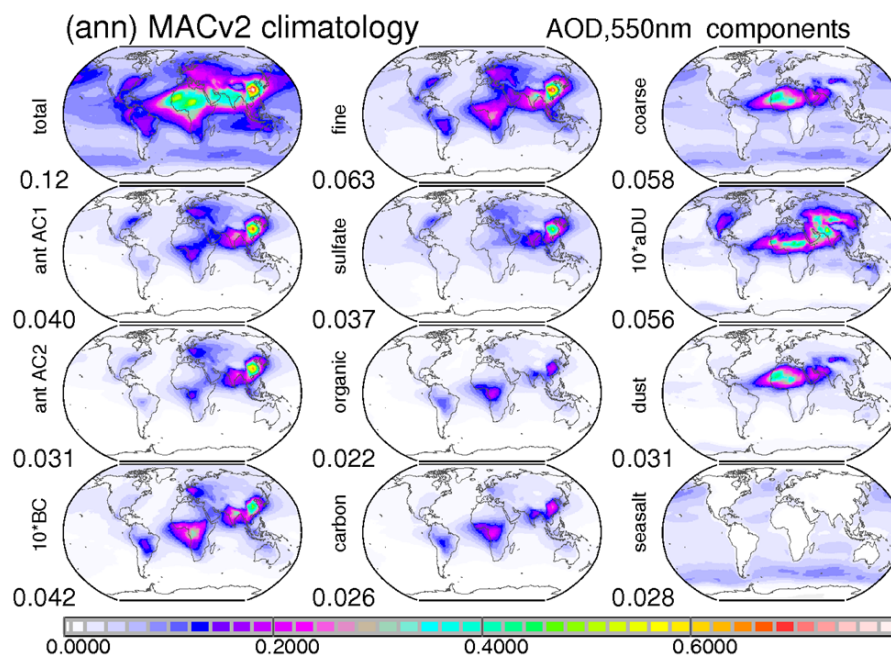 (ann) MACv2 climatology AOD,550nm components
total fine coarse
0.12 0.063 0.058
ant AC1 sulfate 10*aDU
0.040 0.037 0.056
ant AC2 organic dust
0.031 0.022 0.031
10*BC carbon seasalt
0.042 0.026 0.028
0.0000 0.2000 0.4000 0.6000